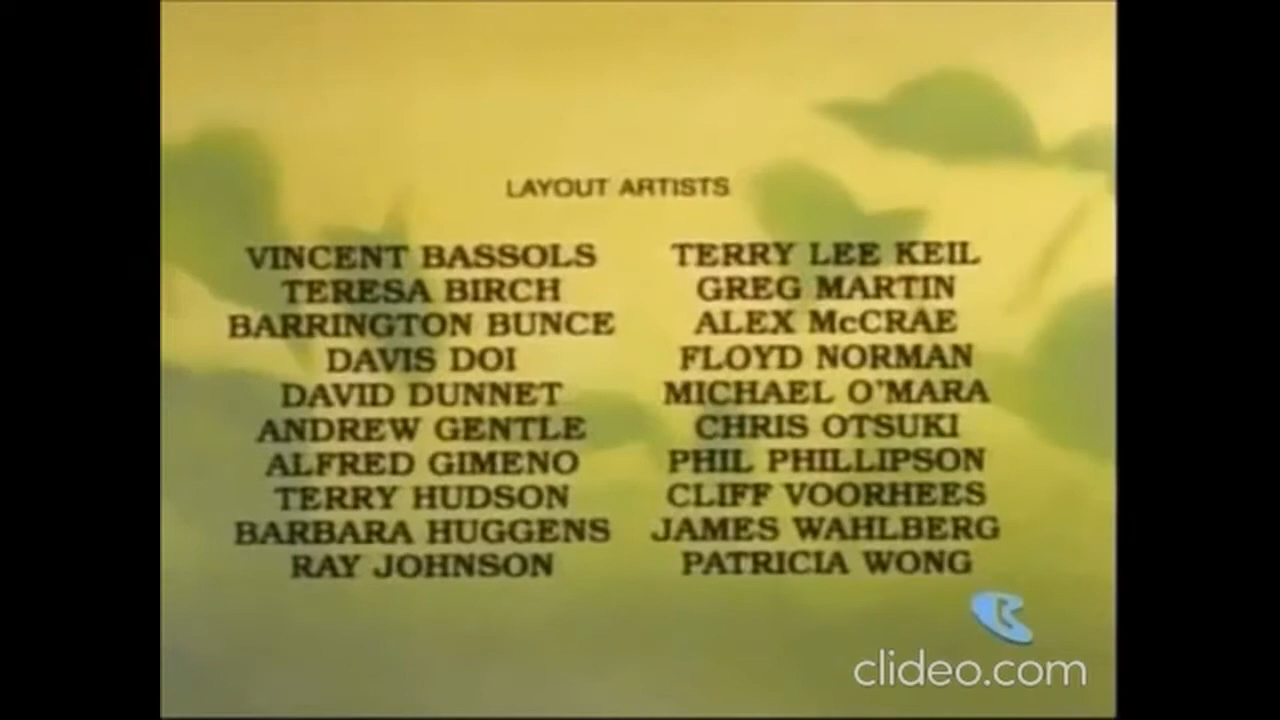 LAYOUT ARTISTS
VINCENT BASSOLS
TERESA BIRCH
BARRINGTON BUNCE
DAVIS DOI
DAVID DUNNET
ANDREW GENTLE
ALFRED GIMENO
TERRY HUDSON
BARBARA HUGGENS
RAY JOHNSON
TERRY LEE KEIL
GREG MARTIN
ALEX McCRAE
FLOYD NORMAN
MICHAEL O'MARA
CHRIS OTSUKI
PHIL PHILLIPSON
CLIFF VOORHEES
JAMES WAHLBERG
PATRICIA WONG
B
clideo.com